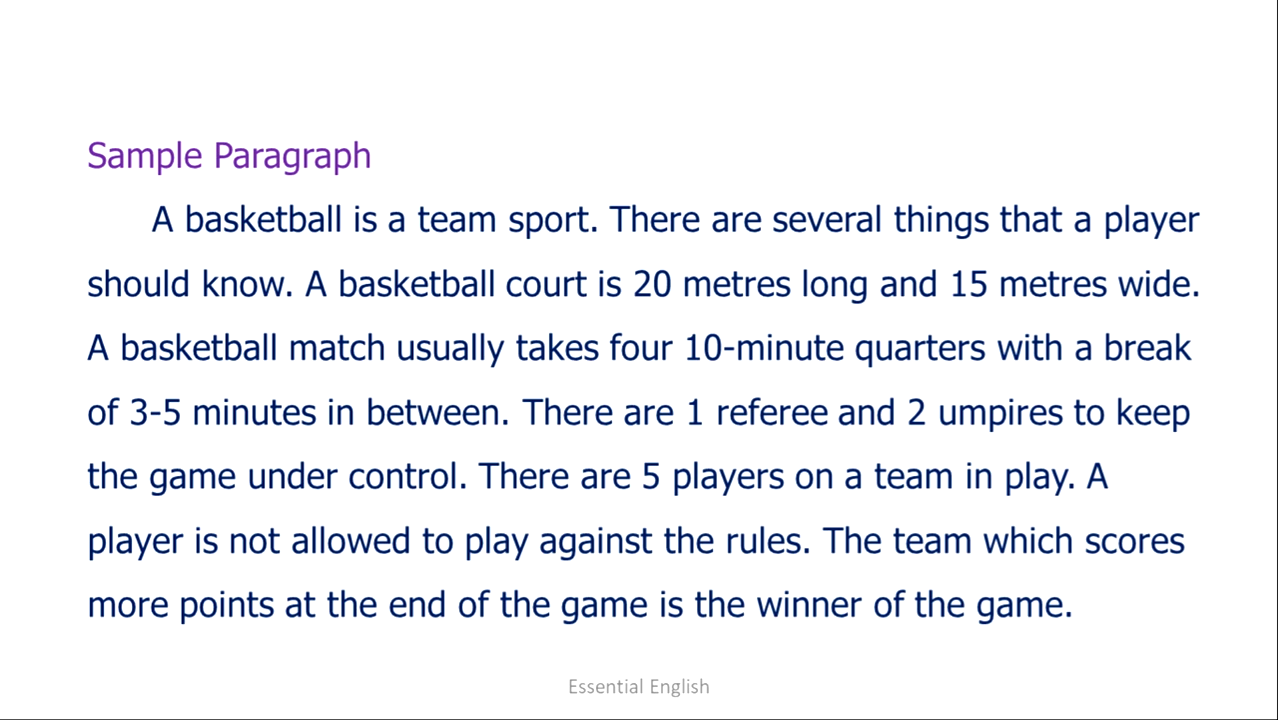 Sample Paragraph
A basketball is a team sport. There are several things that a player
should know. A basketball court is 20 metres long and 15 metres wide.
A basketball match usually takes four 10-minute quarters with a break
of 3-5 minutes in between. There are 1 referee and 2 umpires to keep
the game under control. There are 5 players on a team in play. A
player is not allowed to play against the rules. The team which scores
more points at the end of the game is the winner of the game.
Essential English